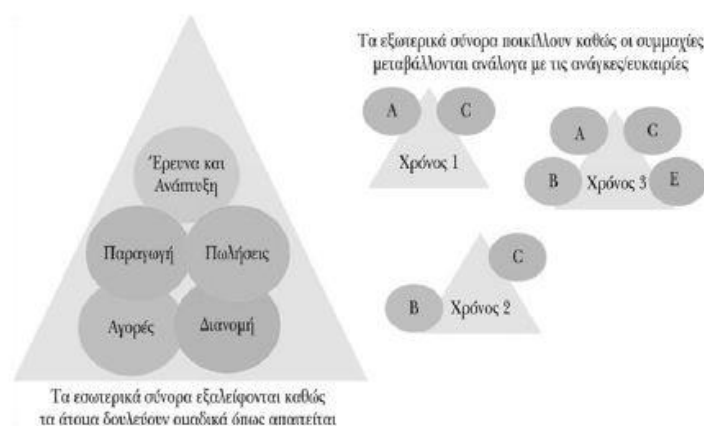 Τα εξωτερικά σύνορα ποικίλλουν καθώς οι συμμαχίες
μεταβάλλονται ανάλογα με τις ανάγκες/ευκαιρίες
A
C
Χρόνος 1
A
C
B
Χρόνος 3
E
Έρευνα και
Ανάπτυξη
Παραγωγή
Πωλήσεις
Αγορές
Διανομή
C
B
Χρόνος 2
Τα εσωτερικά σύνορα εξαλείφονται καθώς
τα άτομα δουλεύουν ομαδικά όπως απαιτείται